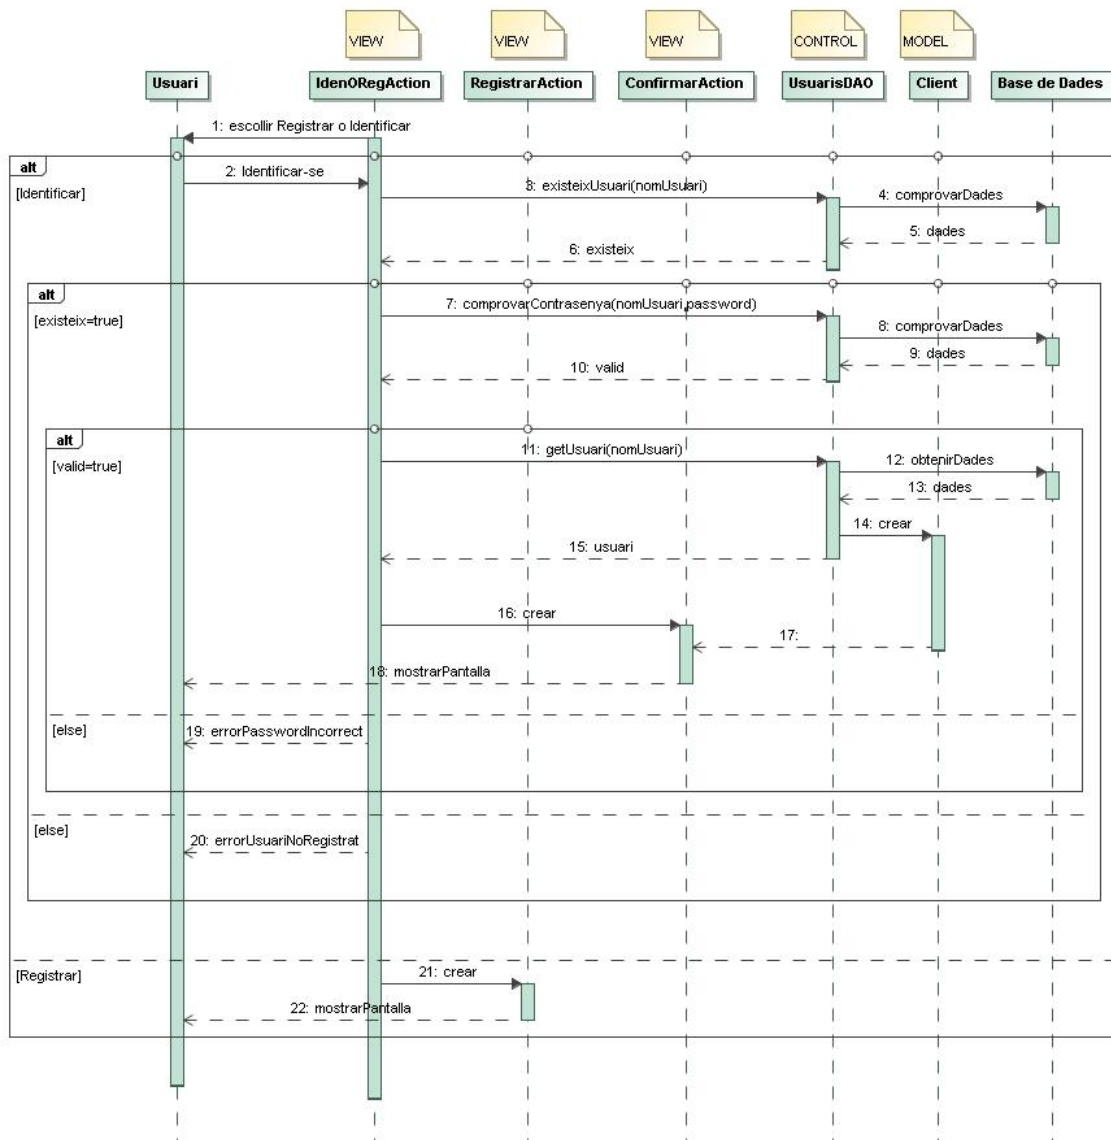 VIEW
VIEW
VIEW
CONTROL
MODEL
Usuari
IdenORegAction
RegistrarAction
ConfirmarAction
UsuarisDAO
Client
Base de Dades
1: escollir Registrar o Identificar
alt
[Identificar]
2: Identificar-se
3: existeixUsuari(nomUsuari)
4: comprovarDades
5: dades
6: existeix
alt
[existeix=true]
7: comprovarContrasenya(nomUsuari,password)
8: comprovarDades
9: dades
10: valid
alt
[valid=true]
11: getUsuari(nomUsuari)
12: obtenirDades
13: dades
14: crear
15: usuari
16: crear
17:
18: mostrarPantalla
[else]
19: errorPasswordIncorrect
[else]
20: errorUsuariNoRegistrat
[Registrar]
21: crear
22: mostrarPantalla